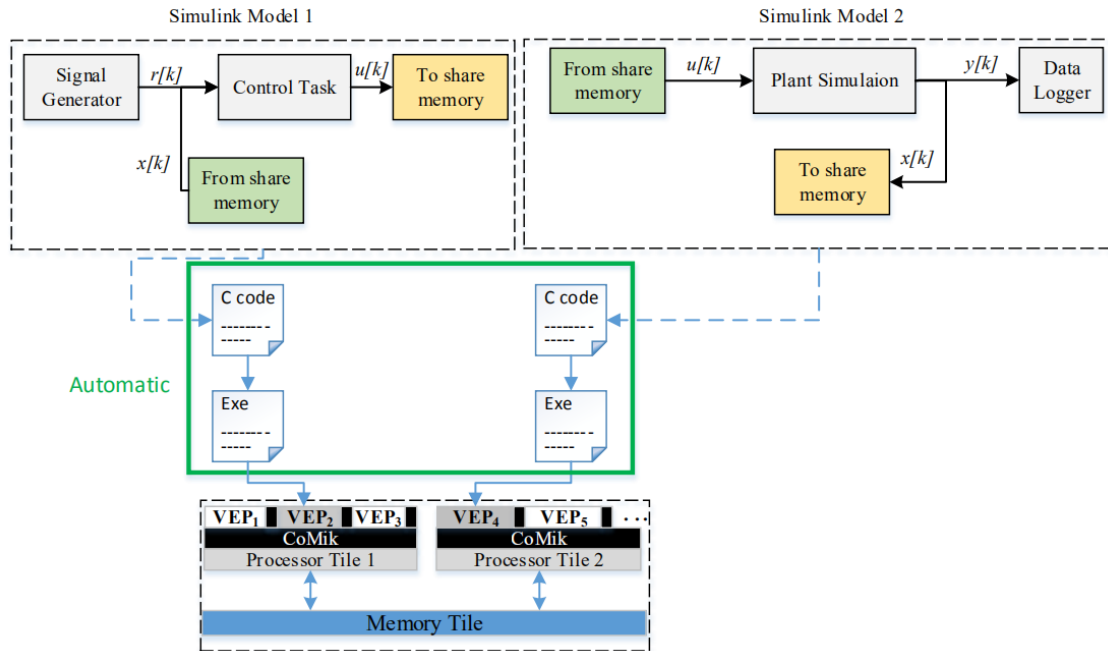 Simulink Model 1
Simulink Model 2
Signal
Generator
r[k]
Control Task
u[k]
To share
memory
x[k]
From share
memory
From share
memory
u[k]
Plant Simulaion
y[k]
Data
Logger
x[k]
To share
memory
C code
--------
-----
C code
--------
-----
Automatic
Exe
--------
-----
Exe
--------
-----
VEP₁ VEP₂ VEP₃
VEP₄ VEP₅ ...
CoMik
CoMik
Processor Tile 1
Processor Tile 2
Memory Tile